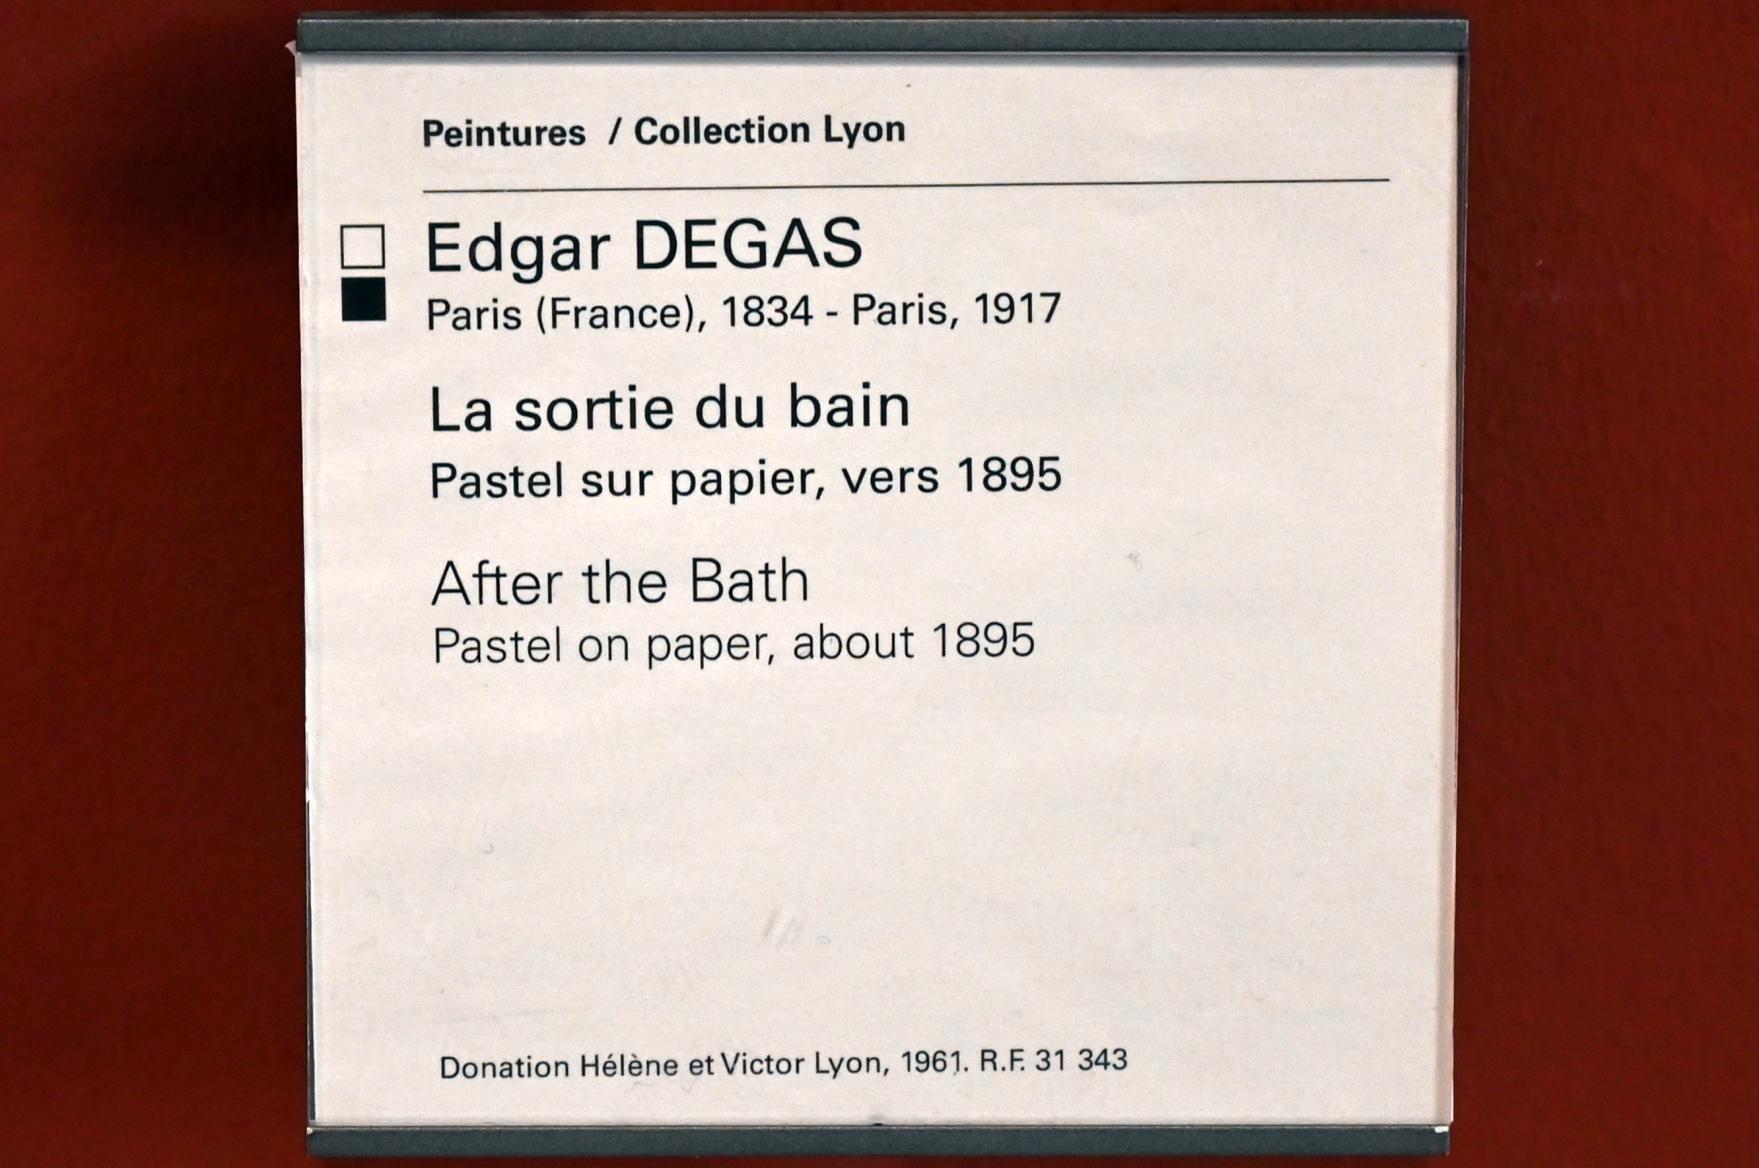 Peintures / Collection Lyon
Edgar DEGAS
Paris (France), 1834 - Paris, 1917
La sortie du bain
Pastel sur papier, vers 1895
After the Bath
Pastel on paper, about 1895
Donation Hélène et Victor Lyon, 1961. R.F. 31 343